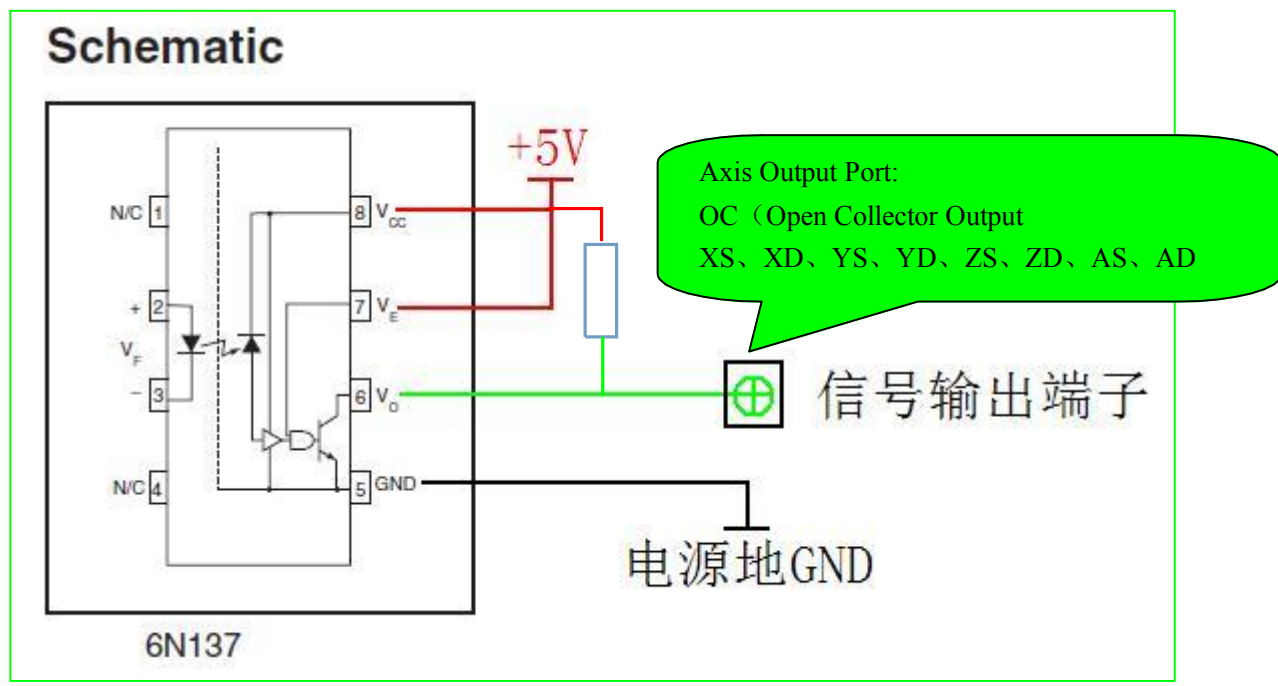 Schematic
+5V
Axis Output Port:
OC（Open Collector Output
XS、XD、YS、YD、ZS、ZD、AS、AD
N/C 1
8 VCC
+ 2
7 VE
VF
- 3
6 VO
信号输出端子
N/C 4
5 GND
电源地GND
6N137